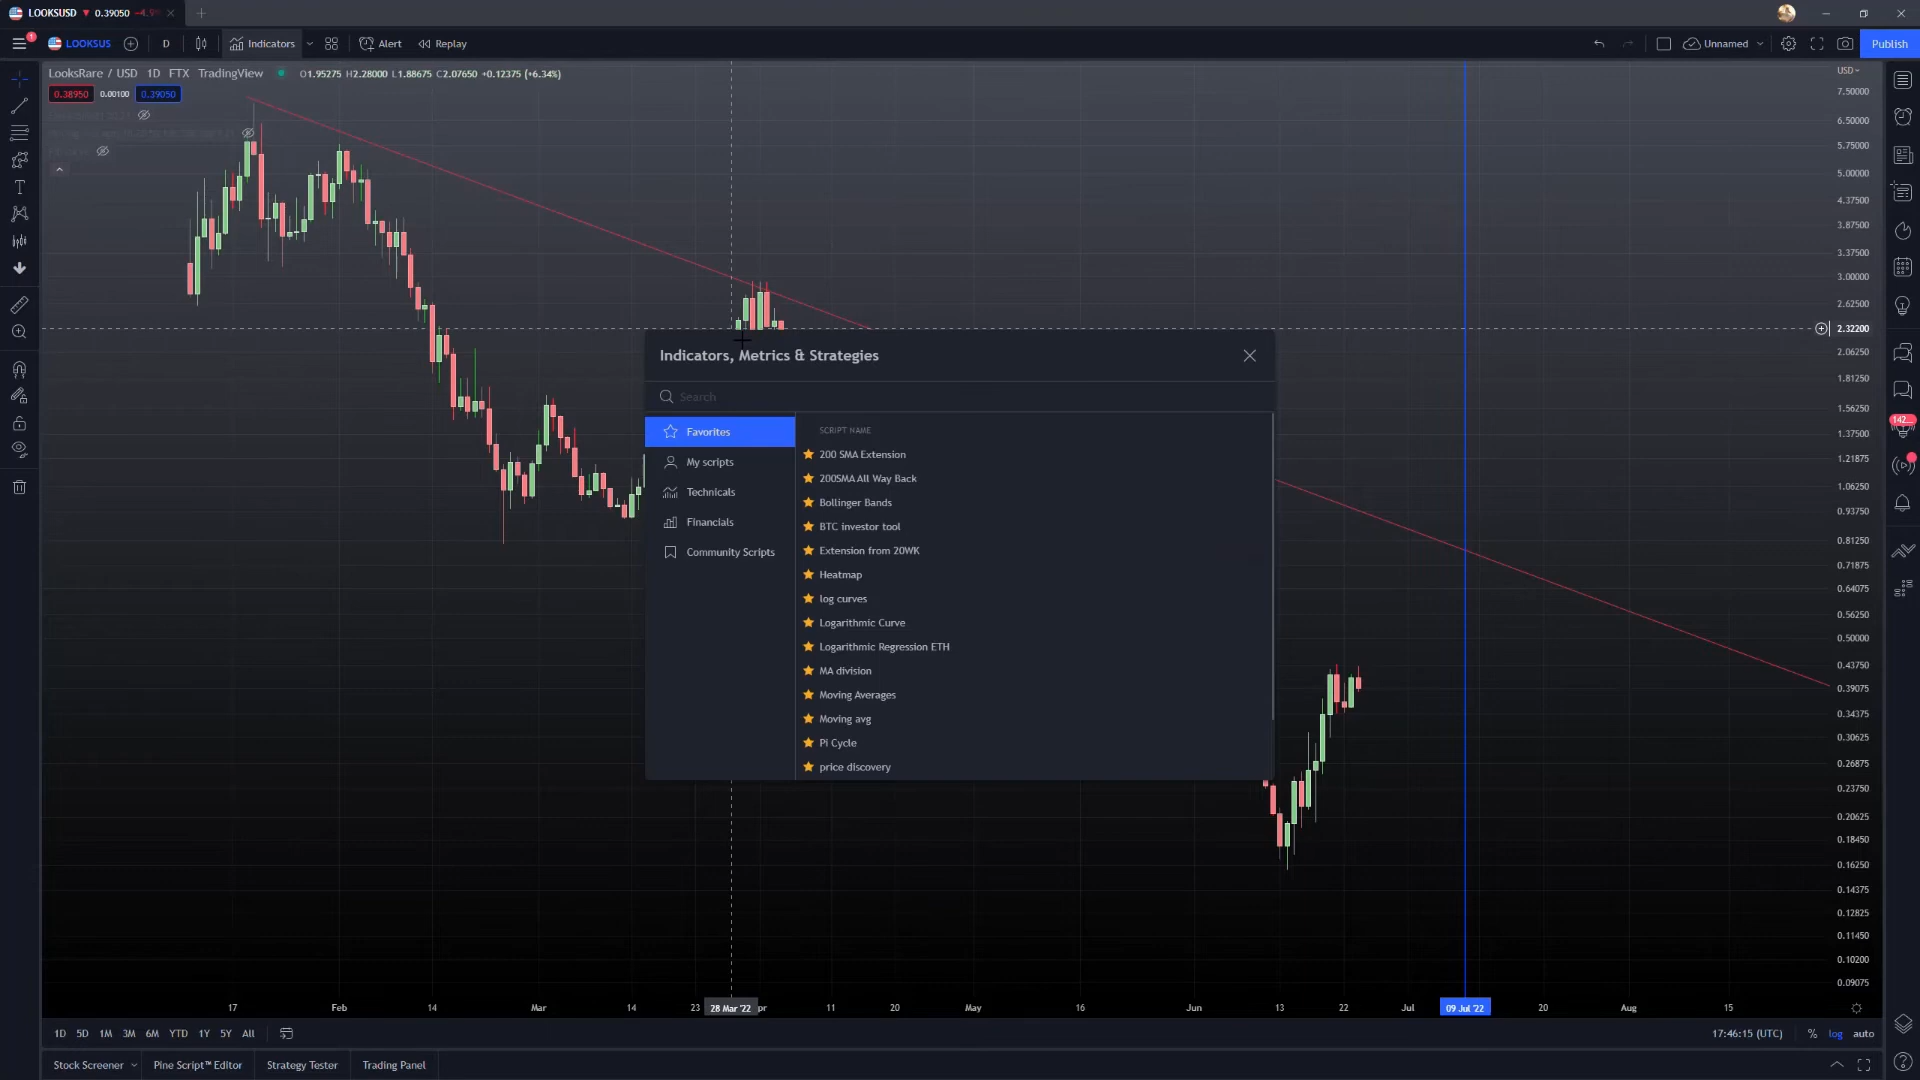 LOOKSUSD ▼ 0.39050 −4.9%
LOOKSUS D Indicators Alert Replay Unnamed Publish
LooksRare / USD 1D FTX TradingView O1.95275 H2.28000 L1.88675 C2.07650 +0.12375 (+6.34%)
0.38950 0.00100 0.39050
USD
7.50000
6.50000
5.75000
5.00000
4.37500
3.87500
3.37500
3.00000
2.62500
2.32200
2.06250
1.81250
1.56250
1.37500
1.21875
1.06250
0.93750
0.81250
0.71875
0.64075
0.56250
0.50000
0.43750
0.39075
0.34375
0.30625
0.26875
0.23750
0.20625
0.18450
0.16250
0.14375
0.12825
0.11450
0.10200
0.09075
1
142
Indicators, Metrics & Strategies
Search
Favorites
My scripts
Technicals
Financials
Community Scripts
SCRIPT NAME
200 SMA Extension
200SMA All Way Back
Bollinger Bands
BTC investor tool
Extension from 20WK
Heatmap
log curves
Logarithmic Curve
Logarithmic Regression ETH
MA division
Moving Averages
Moving avg
Pi Cycle
price discovery
17 Feb 14 Mar 14 23 28 Mar '22 pr 11 20 May 16 Jun 13 22 Jul 09 Jul '22 20 Aug 15
1D 5D 1M 3M 6M YTD 1Y 5Y All 17:46:15 (UTC) % log auto
Stock Screener Pine Script™ Editor Strategy Tester Trading Panel